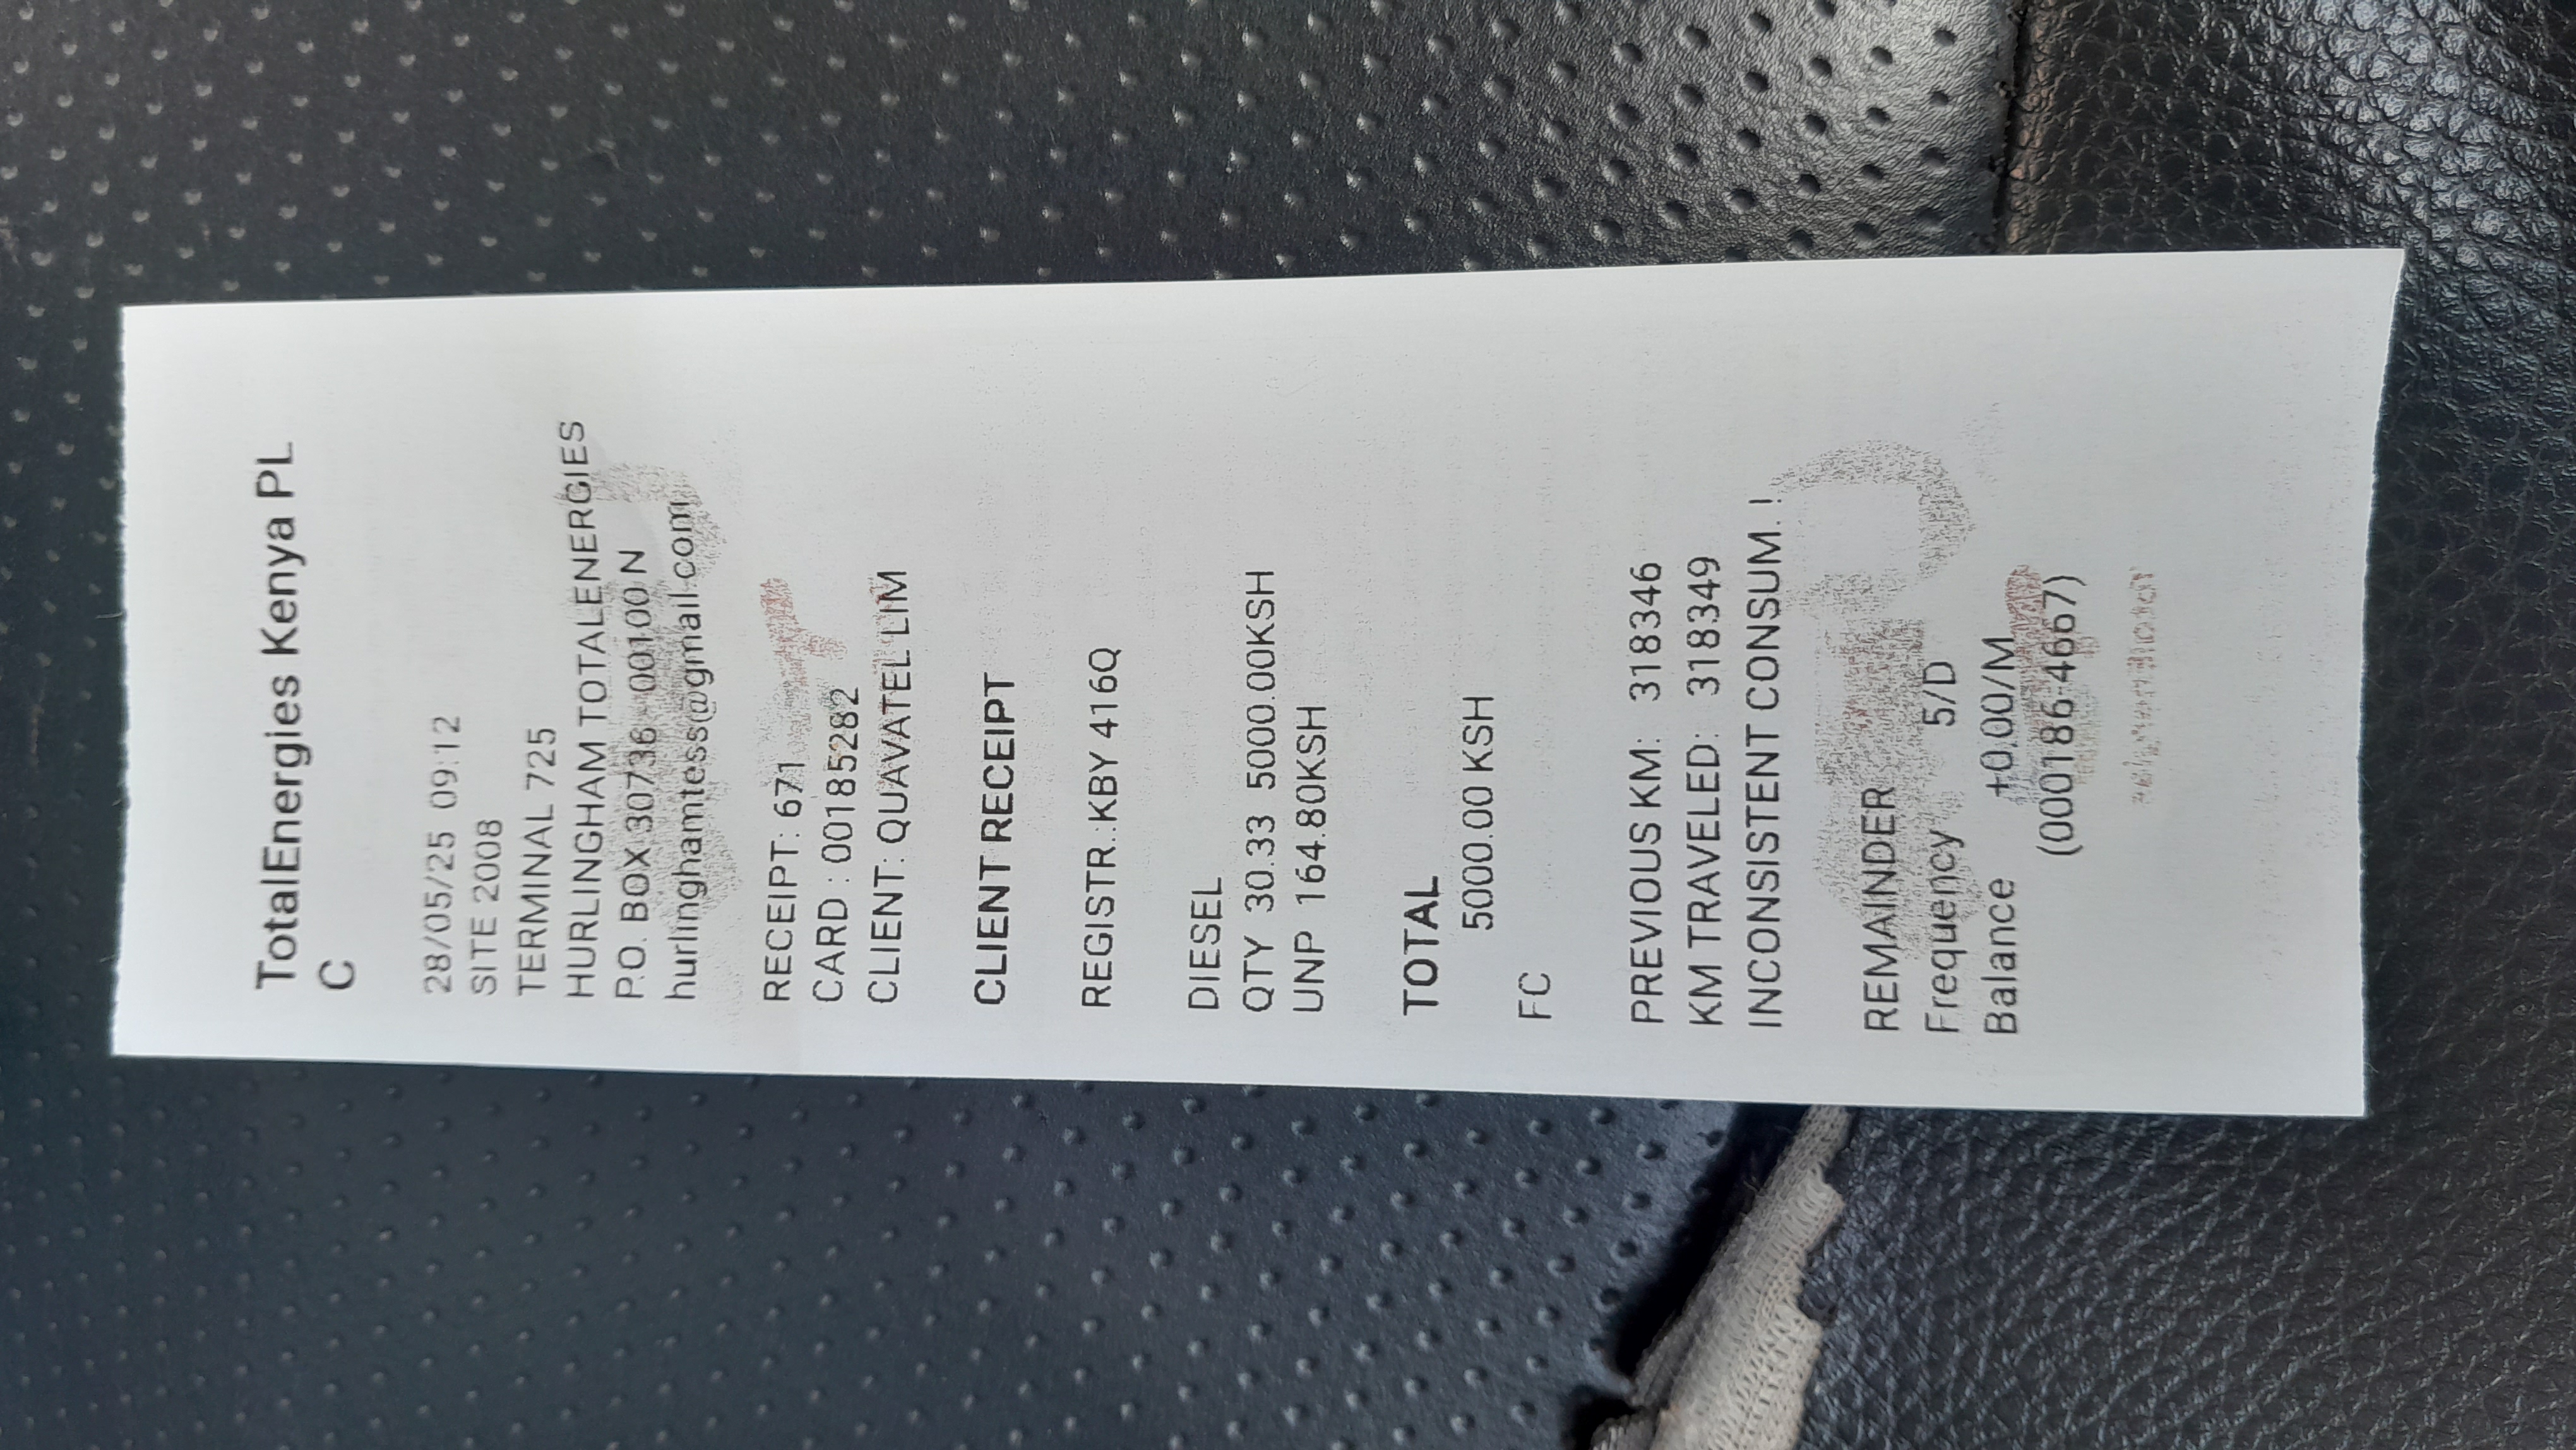 TotalEnergies Kenya PL
C
28/05/25 09:12
SITE 2008
TERMINAL 725
HURLINGHAM TOTALENERGIES
P.O. BOX 30736-00100 N
hurlinghamtess@gmail.com
RECEIPT: 671
CARD : 00185282
CLIENT: QUAVATEL LIM
CLIENT RECEIPT
REGISTR.:KBY 416Q
DIESEL
QTY 30.33 5000.00KSH
UNP 164.80KSH
TOTAL
5000.00 KSH
FC
PREVIOUS KM: 318346
KM TRAVELED: 318349
INCONSISTENT CONSUM. !
REMAINDER
Frequency 5/D
Balance +0.00/M
(000186-4667)